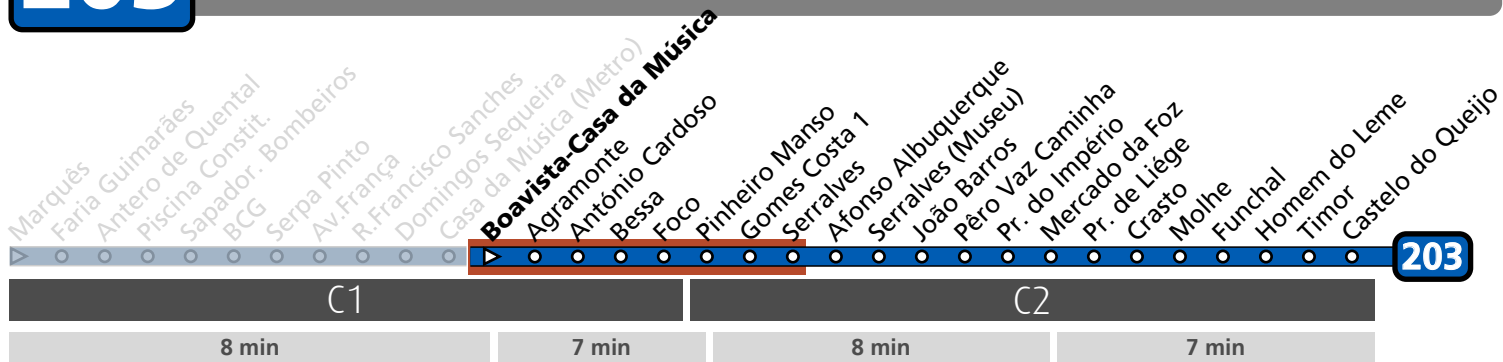 203
Marquês
Faria Guimarães
Antero de Quental
Piscina Constit.
Sapador. Bombeiros
BCG
Serpa Pinto
Av.França
R.Francisco Sanches
Domingos Sequeira
Casa da Música (Metro)
Boavista-Casa da Música
Agramonte
António Cardoso
Bessa
Foco
Pinheiro Manso
Gomes Costa 1
Serralves
Afonso Albuquerque
Serralves (Museu)
João Barros
Pêro Vaz Caminha
Pr. do Império
Mercado da Foz
Pr. de Liége
Crasto
Molhe
Funchal
Homem do Leme
Timor
Castelo do Queijo
203
C1 C2
8 min 7 min 8 min 7 min